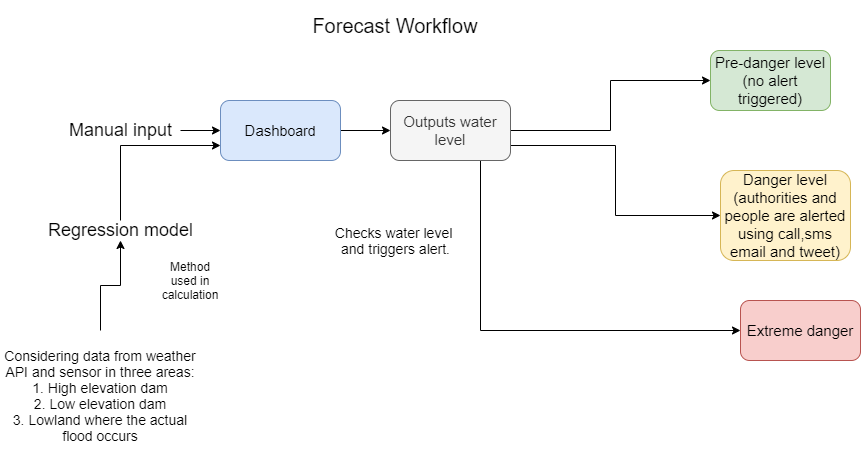 Forecast Workflow
Pre-danger level
(no alert
triggered)
Manual input
Dashboard
Outputs water
level
Danger level
(authorities and
people are alerted
using call,sms
email and tweet)
Regression model
Checks water level
and triggers alert.
Method
used in
calculation
Extreme danger
Considering data from weather
API and sensor in three areas:
1. High elevation dam
2. Low elevation dam
3. Lowland where the actual
flood occurs